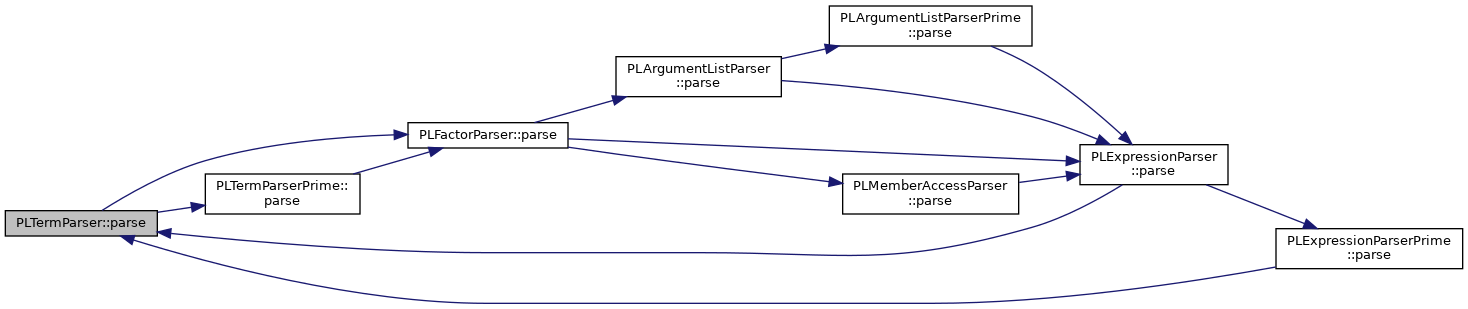 PLArgumentListParserPrime
::parse
PLArgumentListParser
::parse
PLFactorParser::parse
PLExpressionParser
::parse
PLTermParserPrime::
parse
PLMemberAccessParser
::parse
PLTermParser::parse
PLExpressionParserPrime
::parse